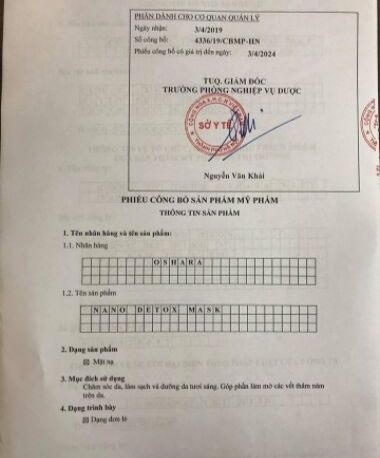 PHẦN DÀNH CHO CƠ QUAN QUẢN LÝ
Ngày nhận: 3/4/2019
Số công bố: 4336/19/CBMP-HN
Phiếu công bố có giá trị đến ngày: 3/4/2024
TUQ. GIÁM ĐỐC
TRƯỞNG PHÒNG NGHIỆP VỤ DƯỢC
SỞ Y TẾ
Nguyễn Văn Khải
PHIẾU CÔNG BỐ SẢN PHẨM MỸ PHẨM
THÔNG TIN SẢN PHẨM
1. Tên nhãn hàng và tên sản phẩm:
1.1. Nhãn hàng
OSHARA
1.2. Tên sản phẩm
NANO DETOX MASK
2. Dạng sản phẩm
☒ Mặt nạ
3. Mục đích sử dụng
Chăm sóc da, làm sạch và dưỡng da tươi sáng. Góp phần làm mờ các vết thâm nám
trên da.
4. Dạng trình bày
☒ Dạng đơn lẻ